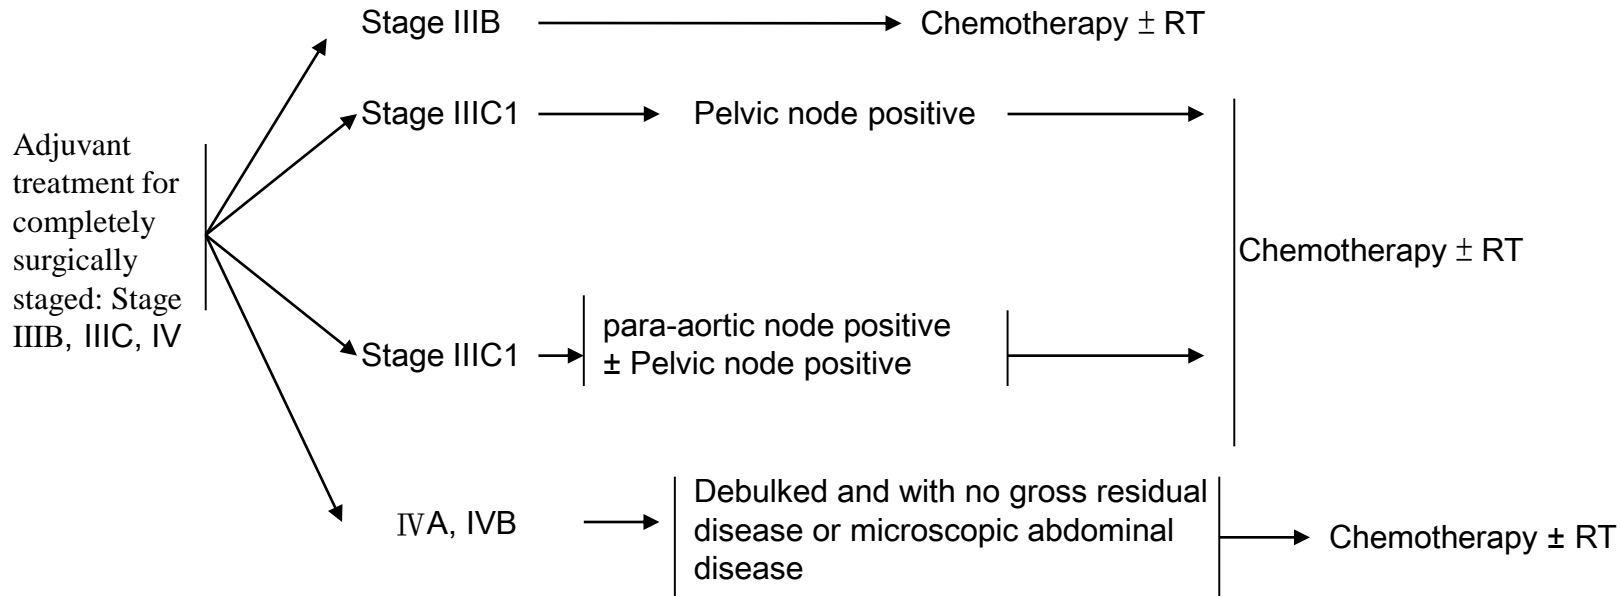 Stage IIIB
Chemotherapy ± RT
Stage IIIC1
Pelvic node positive
Adjuvant
treatment for
completely
surgically
staged: Stage
IIIB, IIIC, IV
Chemotherapy ± RT
Stage IIIC1
para-aortic node positive
± Pelvic node positive
ⅣA, IVB
Debulked and with no gross residual
disease or microscopic abdominal
disease
Chemotherapy ± RT